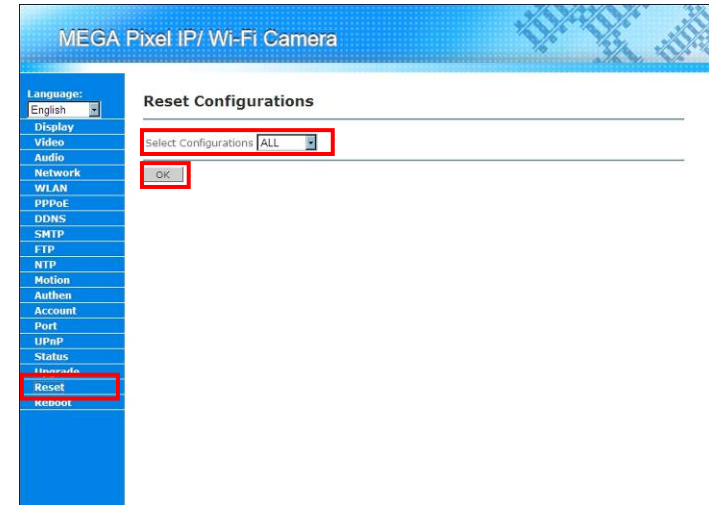 MEGA Pixel IP/ Wi-Fi Camera
Language:
English
Display
Video
Audio
Network
WLAN
PPPoE
DDNS
SMTP
FTP
NTP
Motion
Authen
Account
Port
UPnP
Status
Upgrade
Reset
Reboot
Reset Configurations
Select Configurations ALL
OK